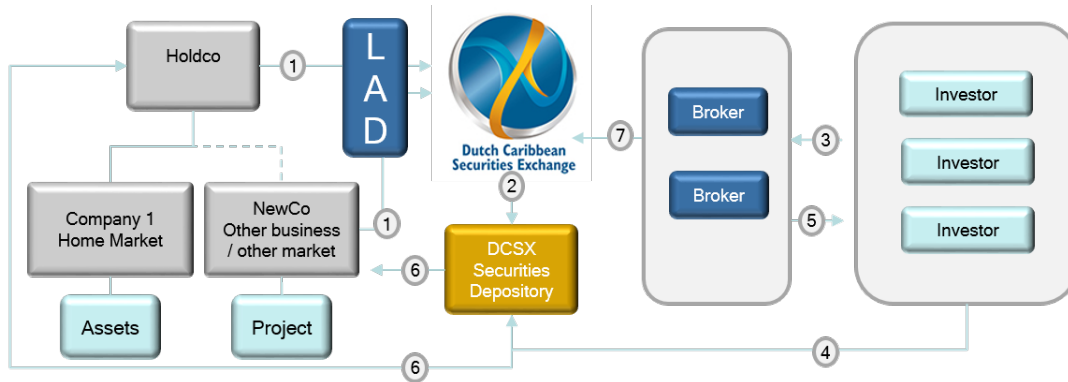 Holdco
1
L
A
D
Dutch Caribbean
Securities Exchange
Broker
Broker
7
3
5
Investor
Investor
Investor
2
Company 1
Home Market
NewCo
Other business
/ other market
1
DCSX
Securities
Depository
6
Assets
Project
6
4